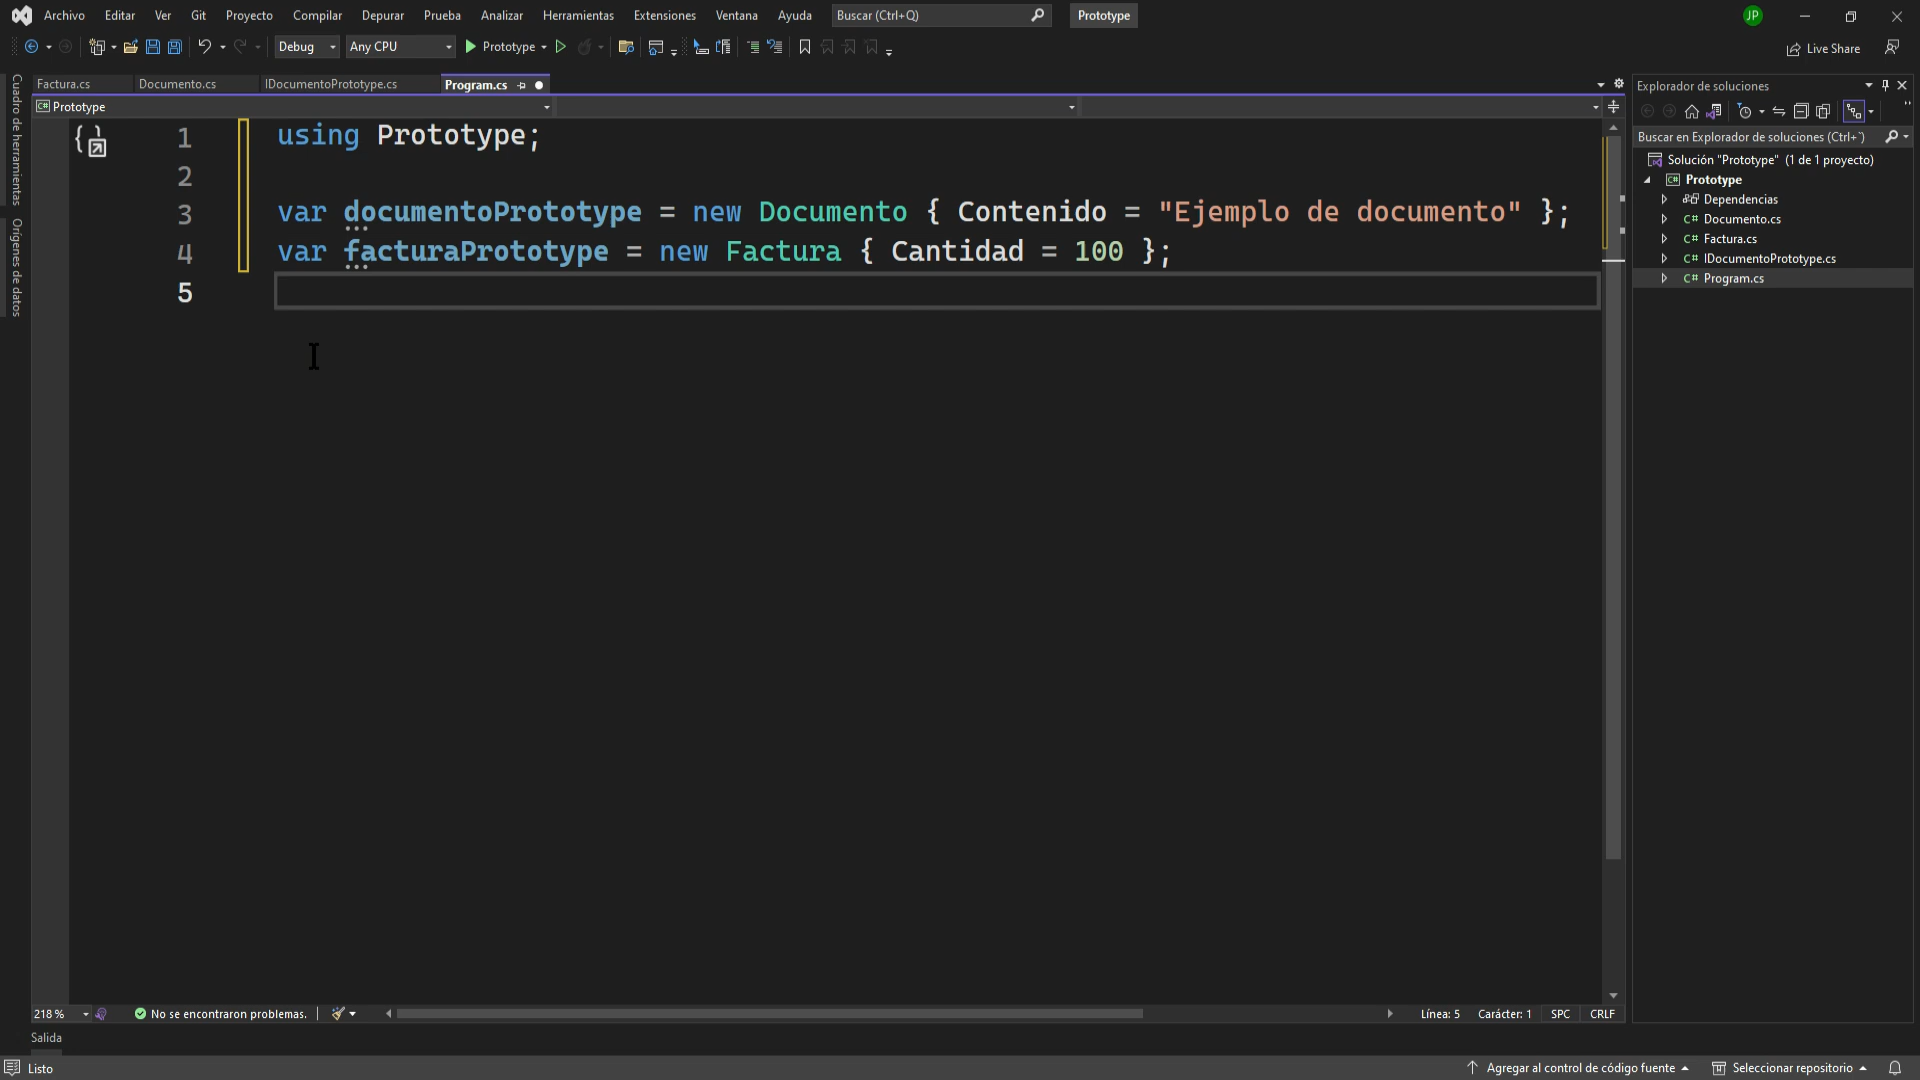 Archivo Editar Ver Git Proyecto Compilar Depurar Prueba Analizar Herramientas Extensiones Ventana Ayuda Buscar (Ctrl+Q) Prototype JP
Debug Any CPU Prototype Live Share
Factura.cs Documento.cs IDocumentoPrototype.cs Program.cs
C# Prototype
Cuadro de herramientas
Orígenes de datos
1 using Prototype;
2
3 var documentoPrototype = new Documento { Contenido = "Ejemplo de documento" };
4 var facturaPrototype = new Factura { Cantidad = 100 };
5
Explorador de soluciones
Buscar en Explorador de soluciones (Ctrl+`)
Solución "Prototype" (1 de 1 proyecto)
C# Prototype
Dependencias
C# Documento.cs
C# Factura.cs
C# IDocumentoPrototype.cs
C# Program.cs
218 % No se encontraron problemas. Línea: 5 Carácter: 1 SPC CRLF
Salida
Listo Agregar al control de código fuente Seleccionar repositorio